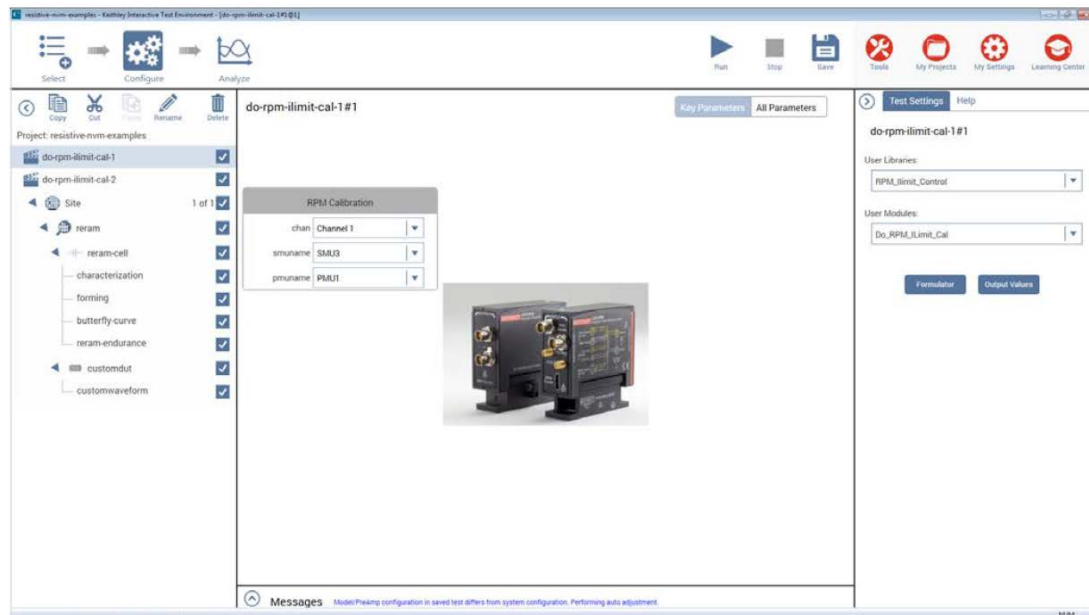 resistive-nvm-examples - Keithley Interactive Test Environment - [do-rpm-ilimit-cal-1#1@1]
Select
Configure
Analyze
Run
Stop
Save
Tools
My Projects
My Settings
Learning Center
Copy
Cut
Paste
Rename
Delete
Project: resistive-nvm-examples
do-rpm-ilimit-cal-1
do-rpm-ilimit-cal-2
Site 1 of 1
reram
reram-cell
characterization
forming
butterfly-curve
reram-endurance
customdut
customwaveform
do-rpm-ilimit-cal-1#1
Key Parameters All Parameters
RPM Calibration
chan Channel 1
smuname SMU3
pmuname PMU1
Messages Model/PreAmp configuration in saved test differs from system configuration. Performing auto adjustment.
Test Settings Help
do-rpm-ilimit-cal-1#1
User Libraries:
RPM_Ilimit_Control
User Modules:
Do_RPM_ILimit_Cal
Formulator Output Values
NUM